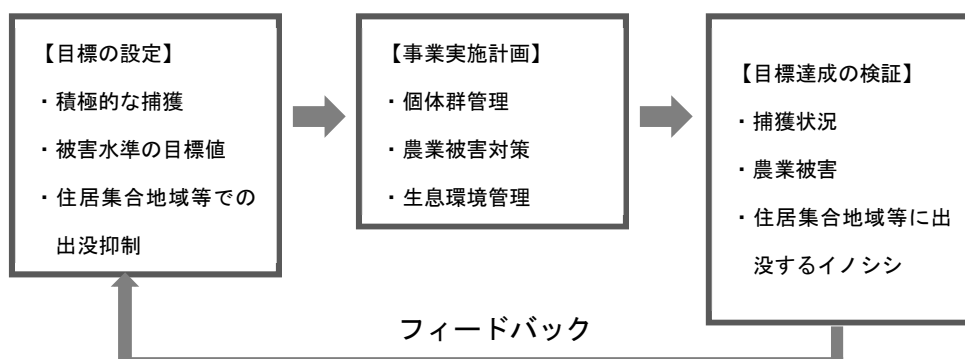 【目標の設定】
・積極的な捕獲
・被害水準の目標値
・住居集合地域等での
出没抑制
【事業実施計画】
・個体群管理
・農業被害対策
・生息環境管理
【目標達成の検証】
・捕獲状況
・農業被害
・住居集合地域等に出
没するイノシシ
フィードバック